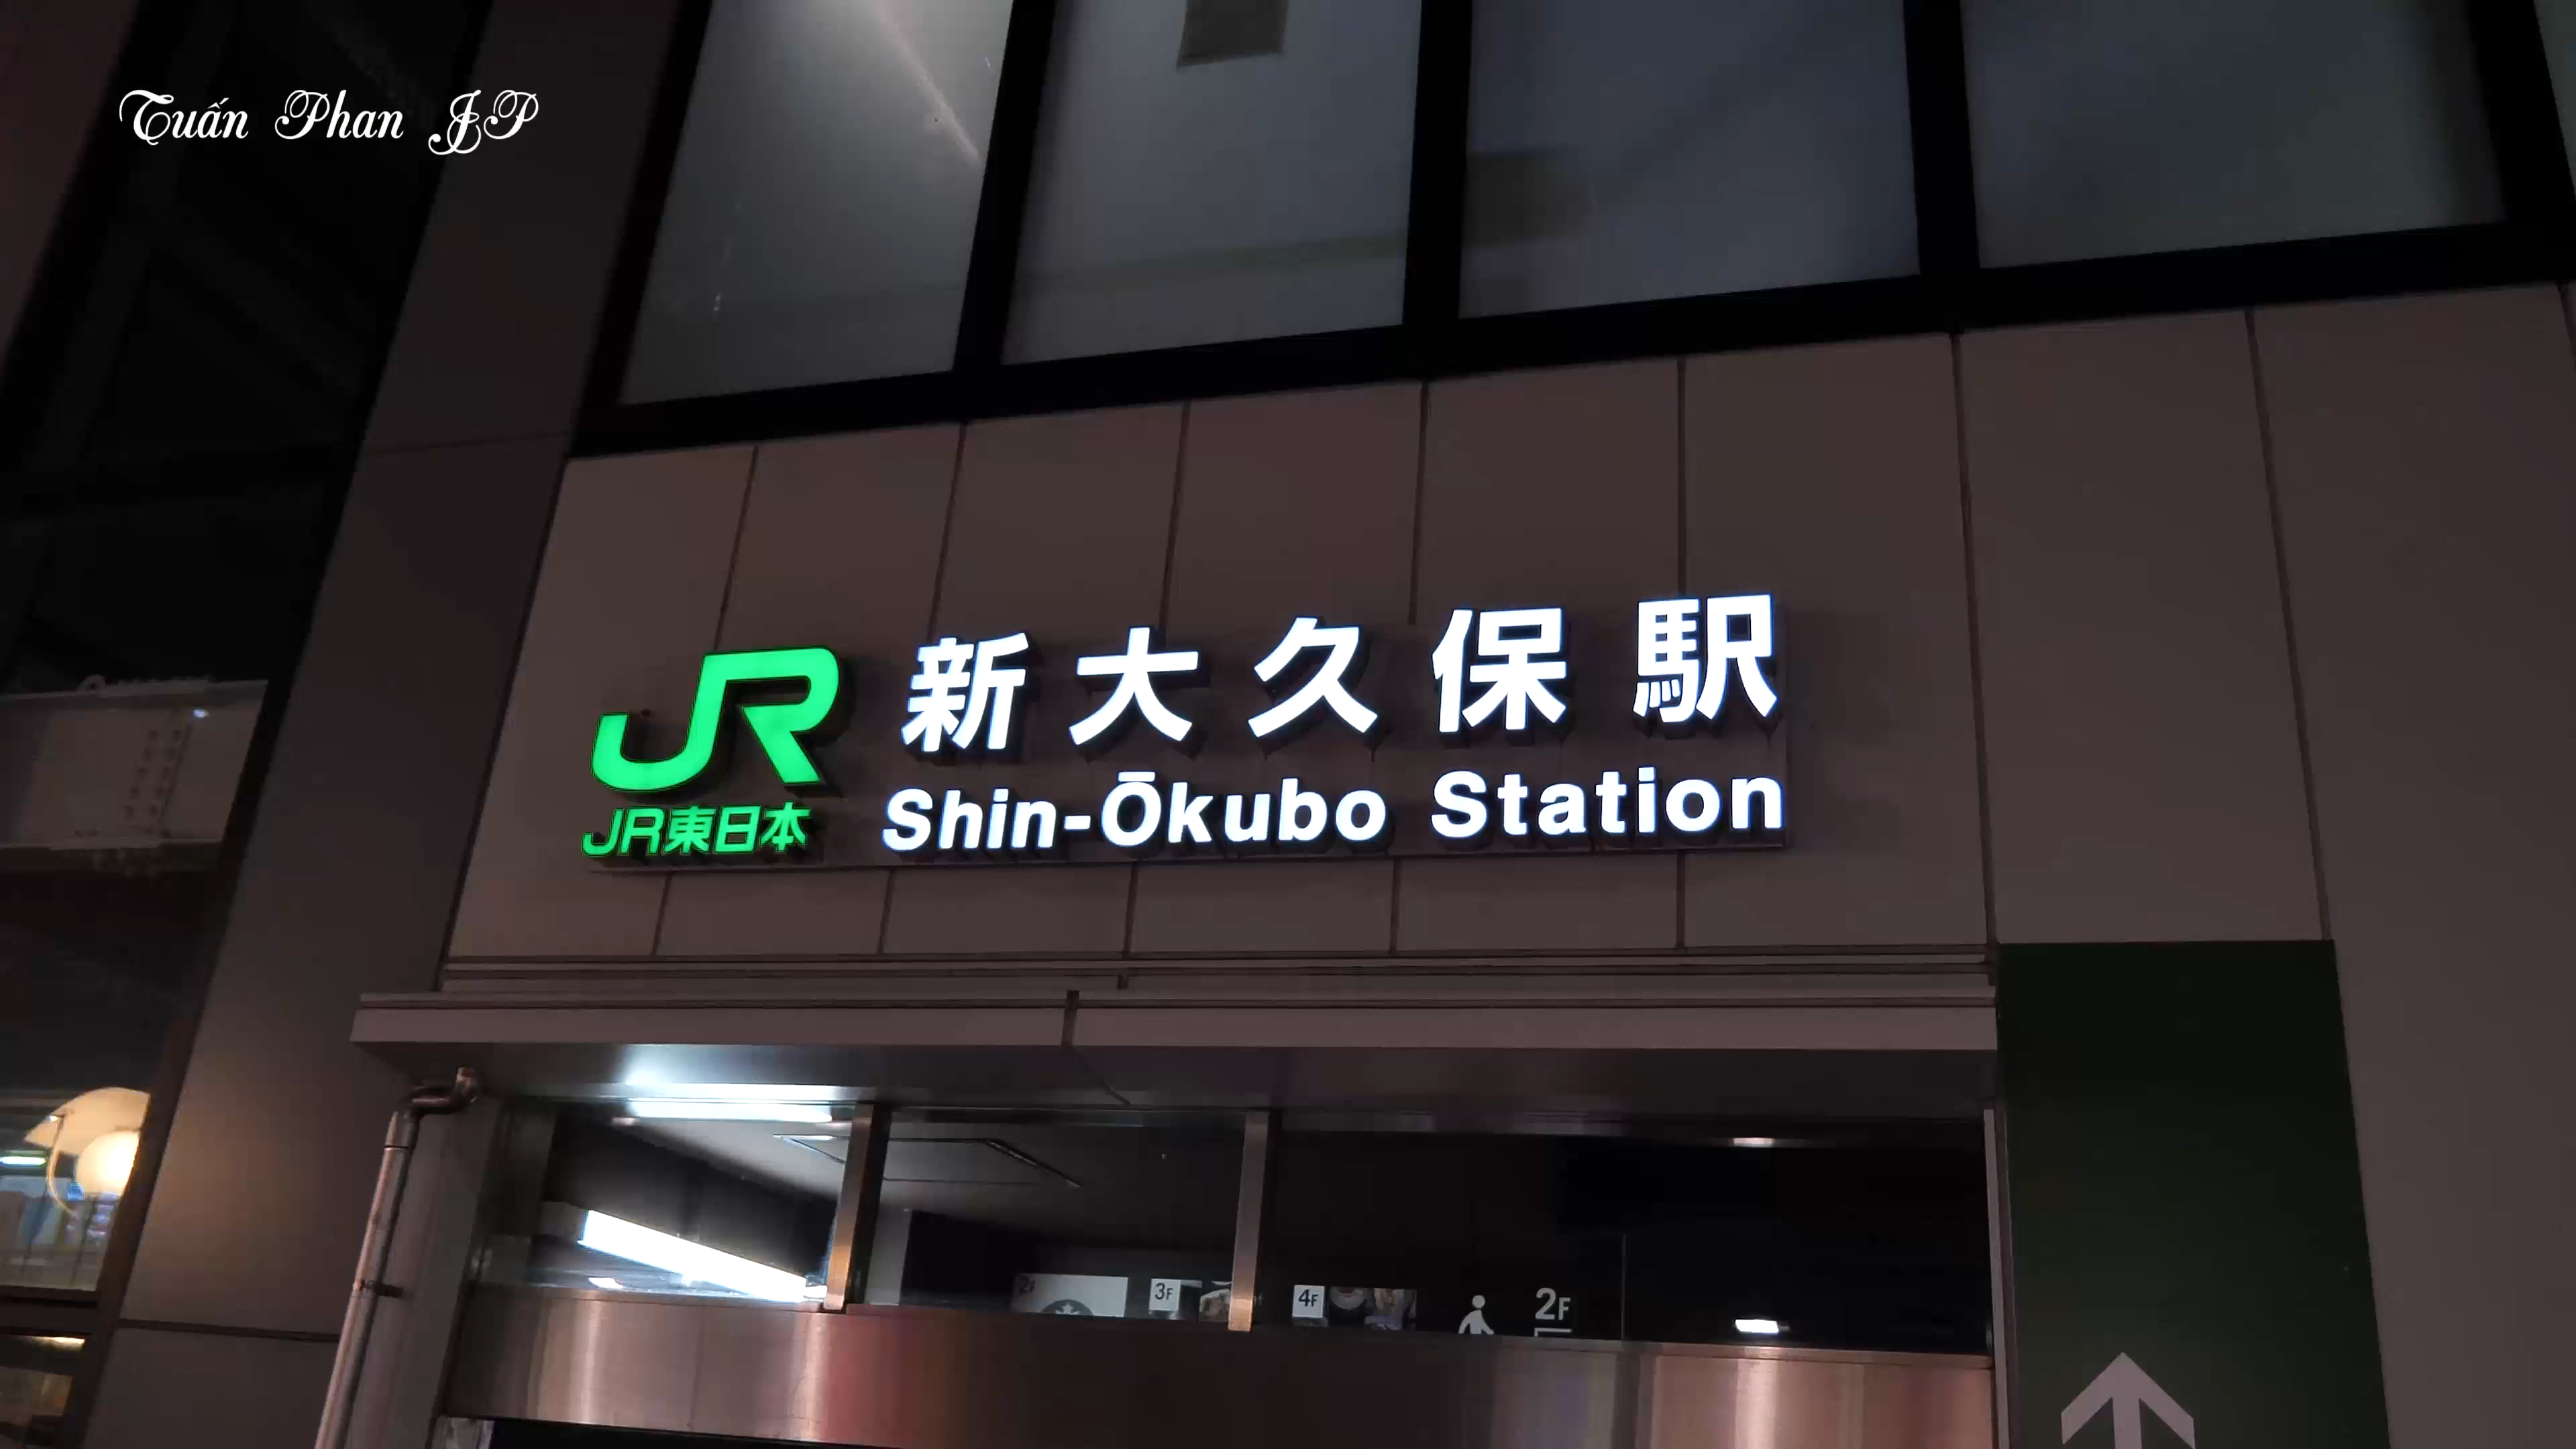 Tuấn Phan JP
JR 新大久保駅
JR東日本 Shin-Ōkubo Station
2F 3F 4F 2F